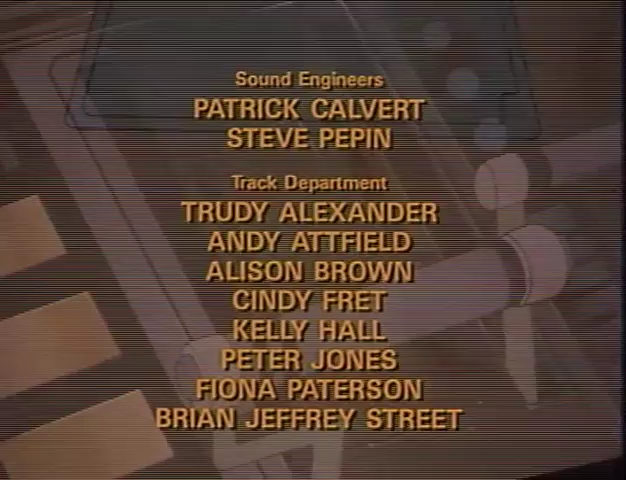 Sound Engineers
PATRICK CALVERT
STEVE PEPIN
Track Department
TRUDY ALEXANDER
ANDY ATTFIELD
ALISON BROWN
CINDY FRET
KELLY HALL
PETER JONES
FIONA PATERSON
BRIAN JEFFREY STREET